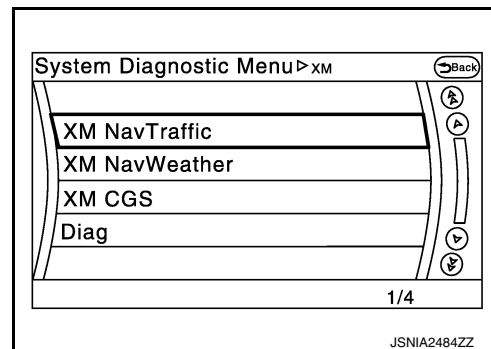 System Diagnostic Menu▷XM
Back
XM NavTraffic
XM NavWeather
XM CGS
Diag
1/4
JSNIA2484ZZ